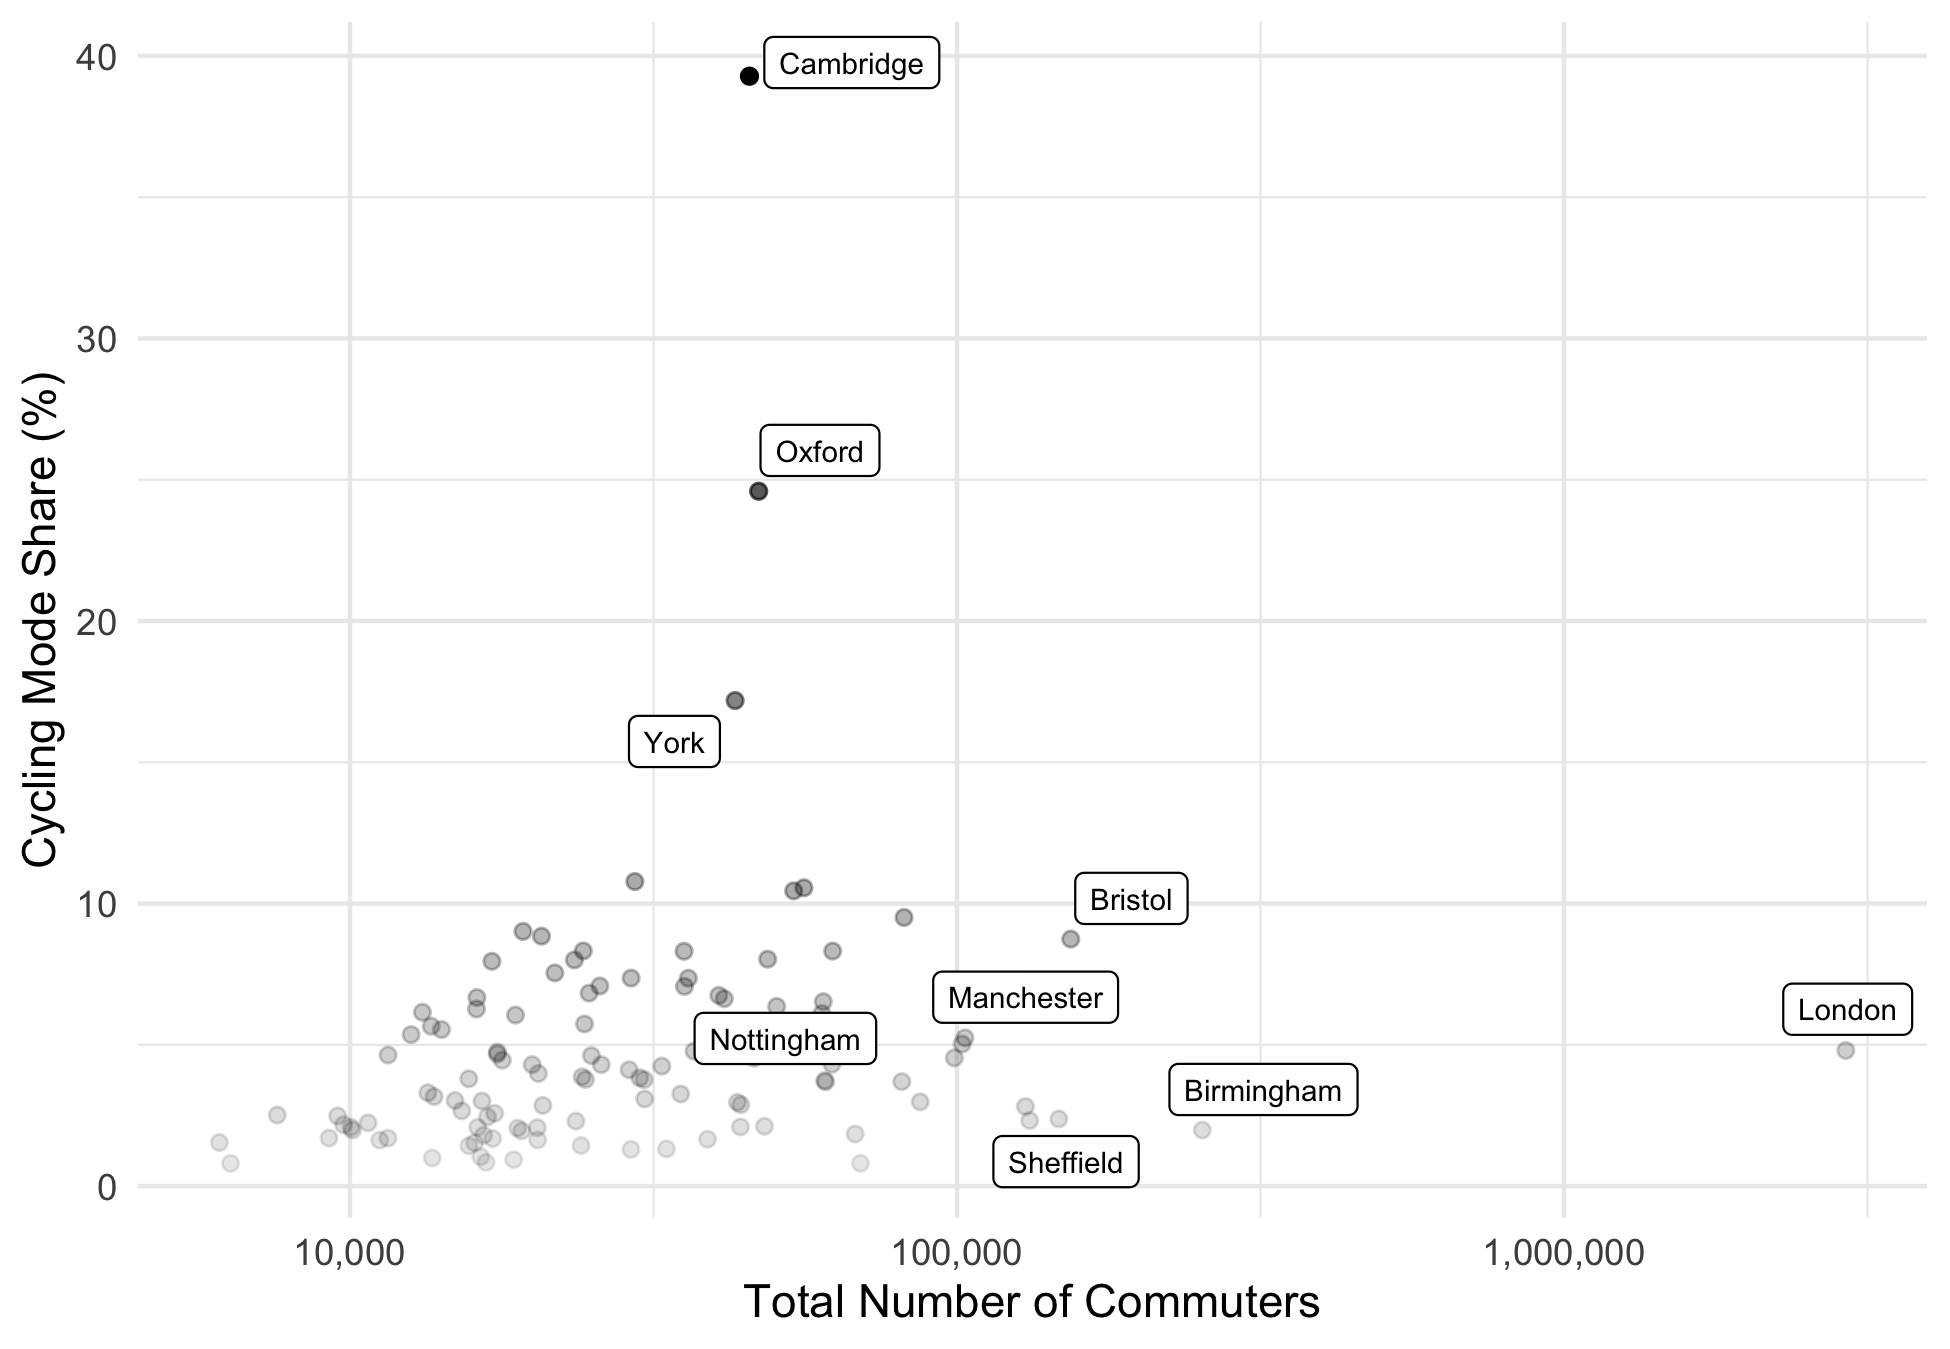 40
Cambridge
30
Oxford
20
York
10
Bristol
Manchester
London
Nottingham
Birmingham
Sheffield
0
10,000
100,000
1,000,000
Total Number of Commuters
Cycling Mode Share (%)